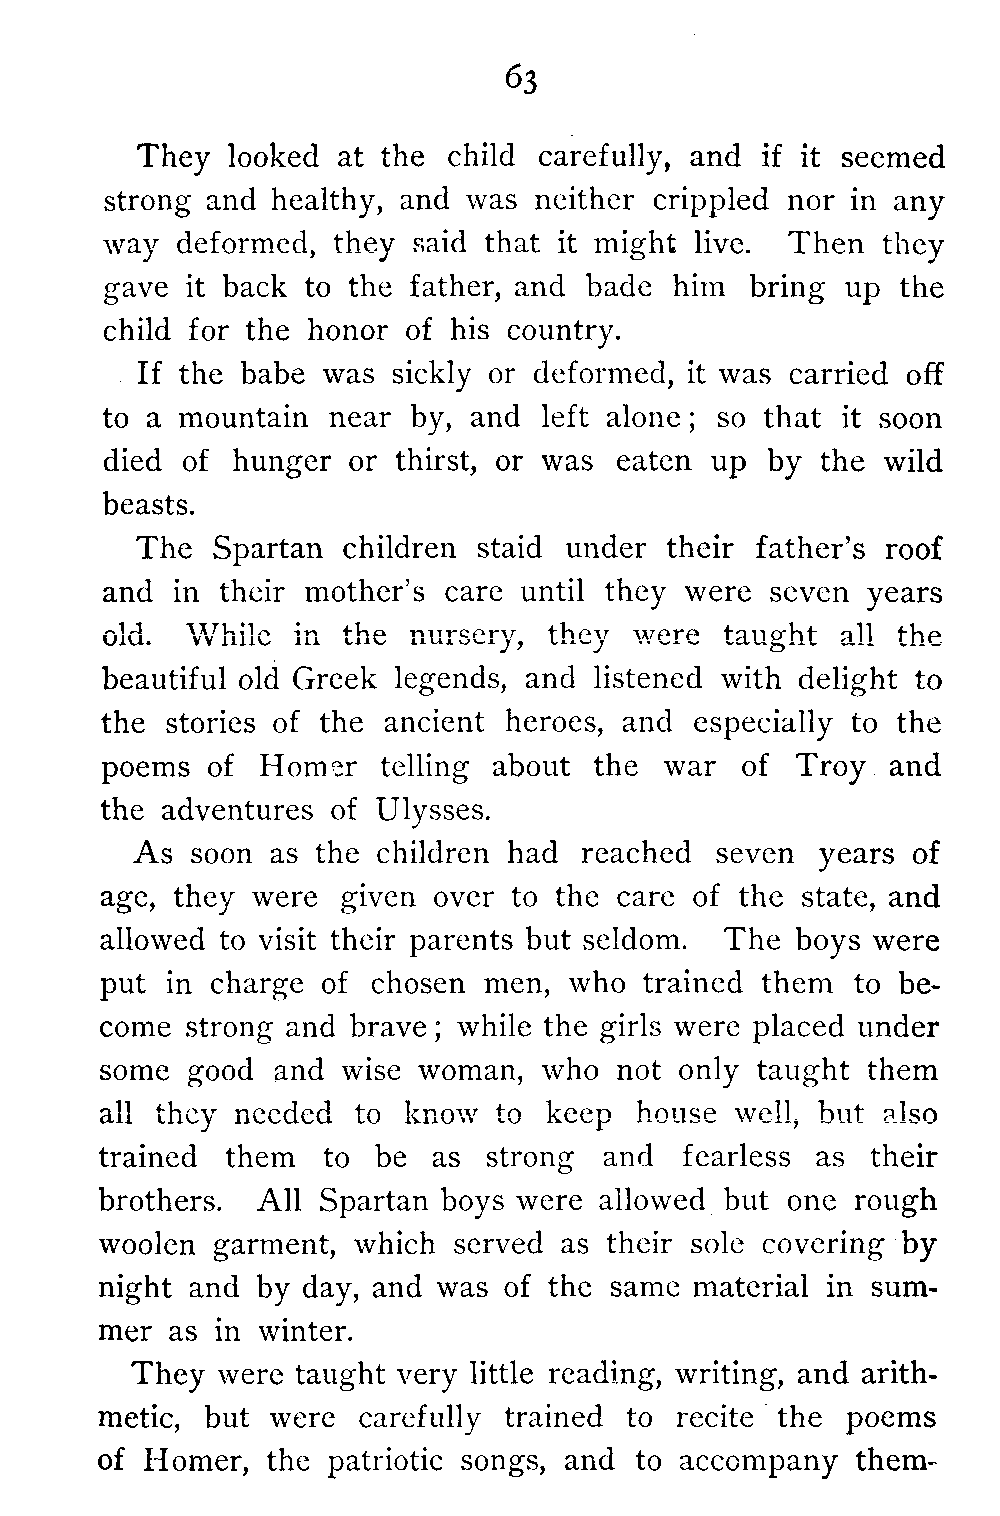 63
They looked at the child carefully, and if it seemed
strong and healthy, and was neither crippled nor in any
way deformed, they said that it might live. Then they
gave it back to the father, and bade him bring up the
child for the honor of his country.
If the babe was sickly or deformed, it was carried off
to a mountain near by, and left alone; so that it soon
died of hunger or thirst, or was eaten up by the wild
beasts.
The Spartan children staid under their father's roof
and in their mother's care until they were seven years
old. While in the nursery, they were taught all the
beautiful old Greek legends, and listened with delight to
the stories of the ancient heroes, and especially to the
poems of Homer telling about the war of Troy and
the adventures of Ulysses.
As soon as the children had reached seven years of
age, they were given over to the care of the state, and
allowed to visit their parents but seldom. The boys were
put in charge of chosen men, who trained them to be-
come strong and brave; while the girls were placed under
some good and wise woman, who not only taught them
all they needed to know to keep house well, but also
trained them to be as strong and fearless as their
brothers. All Spartan boys were allowed but one rough
woolen garment, which served as their sole covering by
night and by day, and was of the same material in sum-
mer as in winter.
They were taught very little reading, writing, and arith-
metic, but were carefully trained to recite the poems
of Homer, the patriotic songs, and to accompany them-